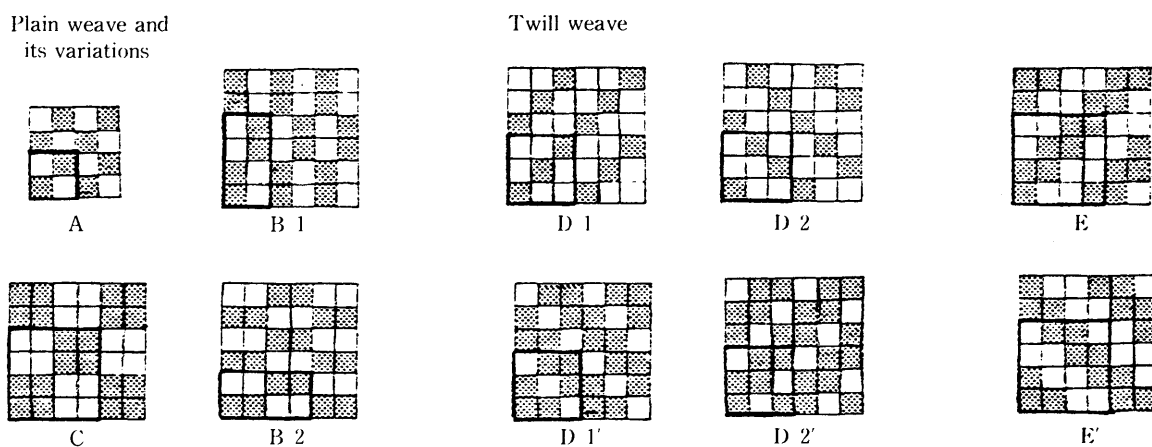 Plain weave and
its variations
Twill weave
A
B 1
D 1
D 2
E
C
B 2
D 1′
D 2′
E′